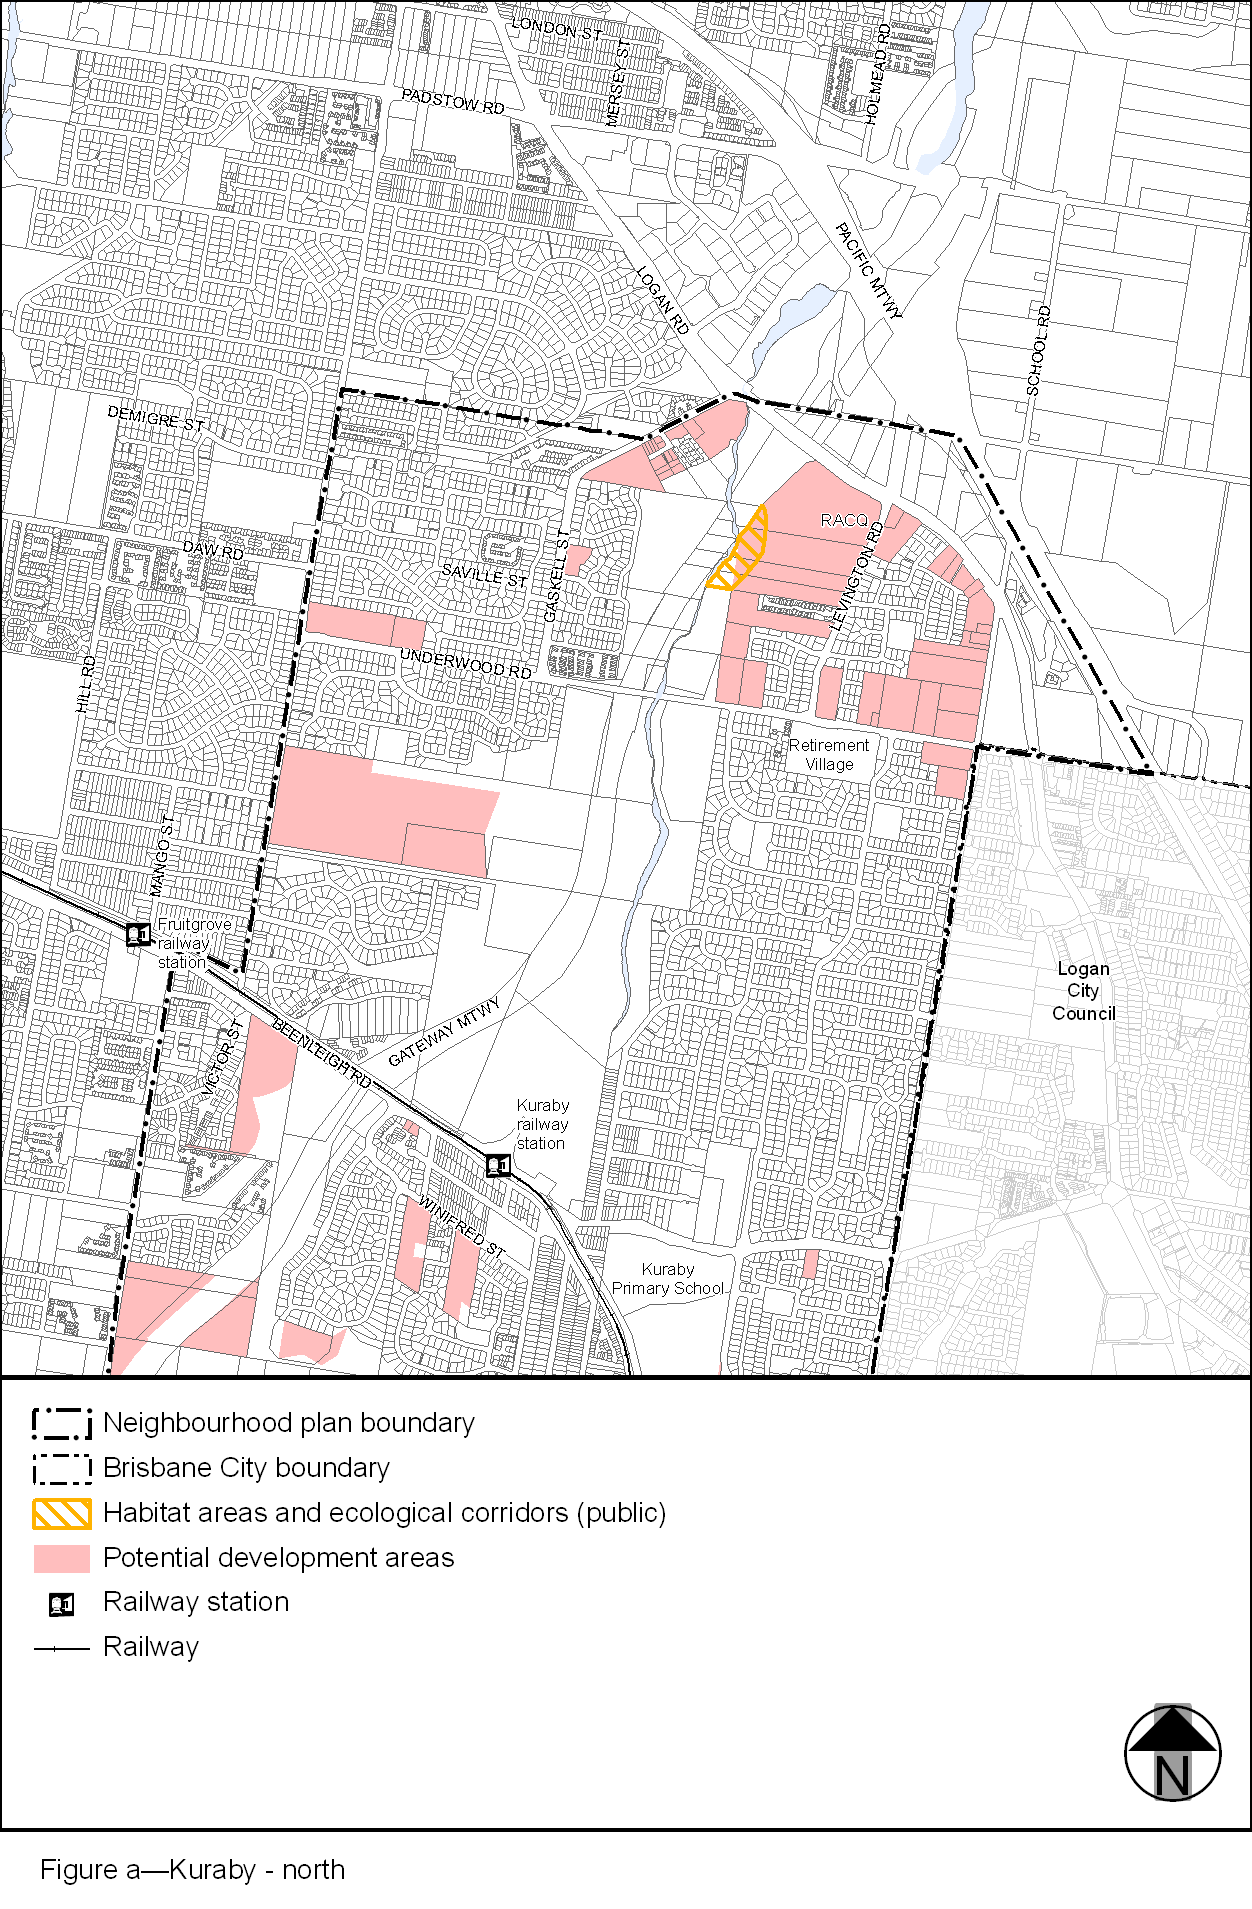 LONDON ST
MERSEY ST
HOLMEAD RD
PADSTOW RD
PACIFIC MTWY
LOGAN RD
SCHOOL RD
DEMIGRE ST
RACQ
DAW RD
SAVILLE ST
GASKELL ST
LEVINGTON RD
UNDERWOOD RD
HILL RD
Retirement
Village
MANGO ST
Fruitgrove
railway
station
Logan
City
Council
VICTOR ST
BEENLEIGH RD
GATEWAY MTWY
Kuraby
railway
station
WINIFRED ST
Kuraby
Primary School
Neighbourhood plan boundary
Brisbane City boundary
Habitat areas and ecological corridors (public)
Potential development areas
Railway station
Railway
N
Figure a—Kuraby - north